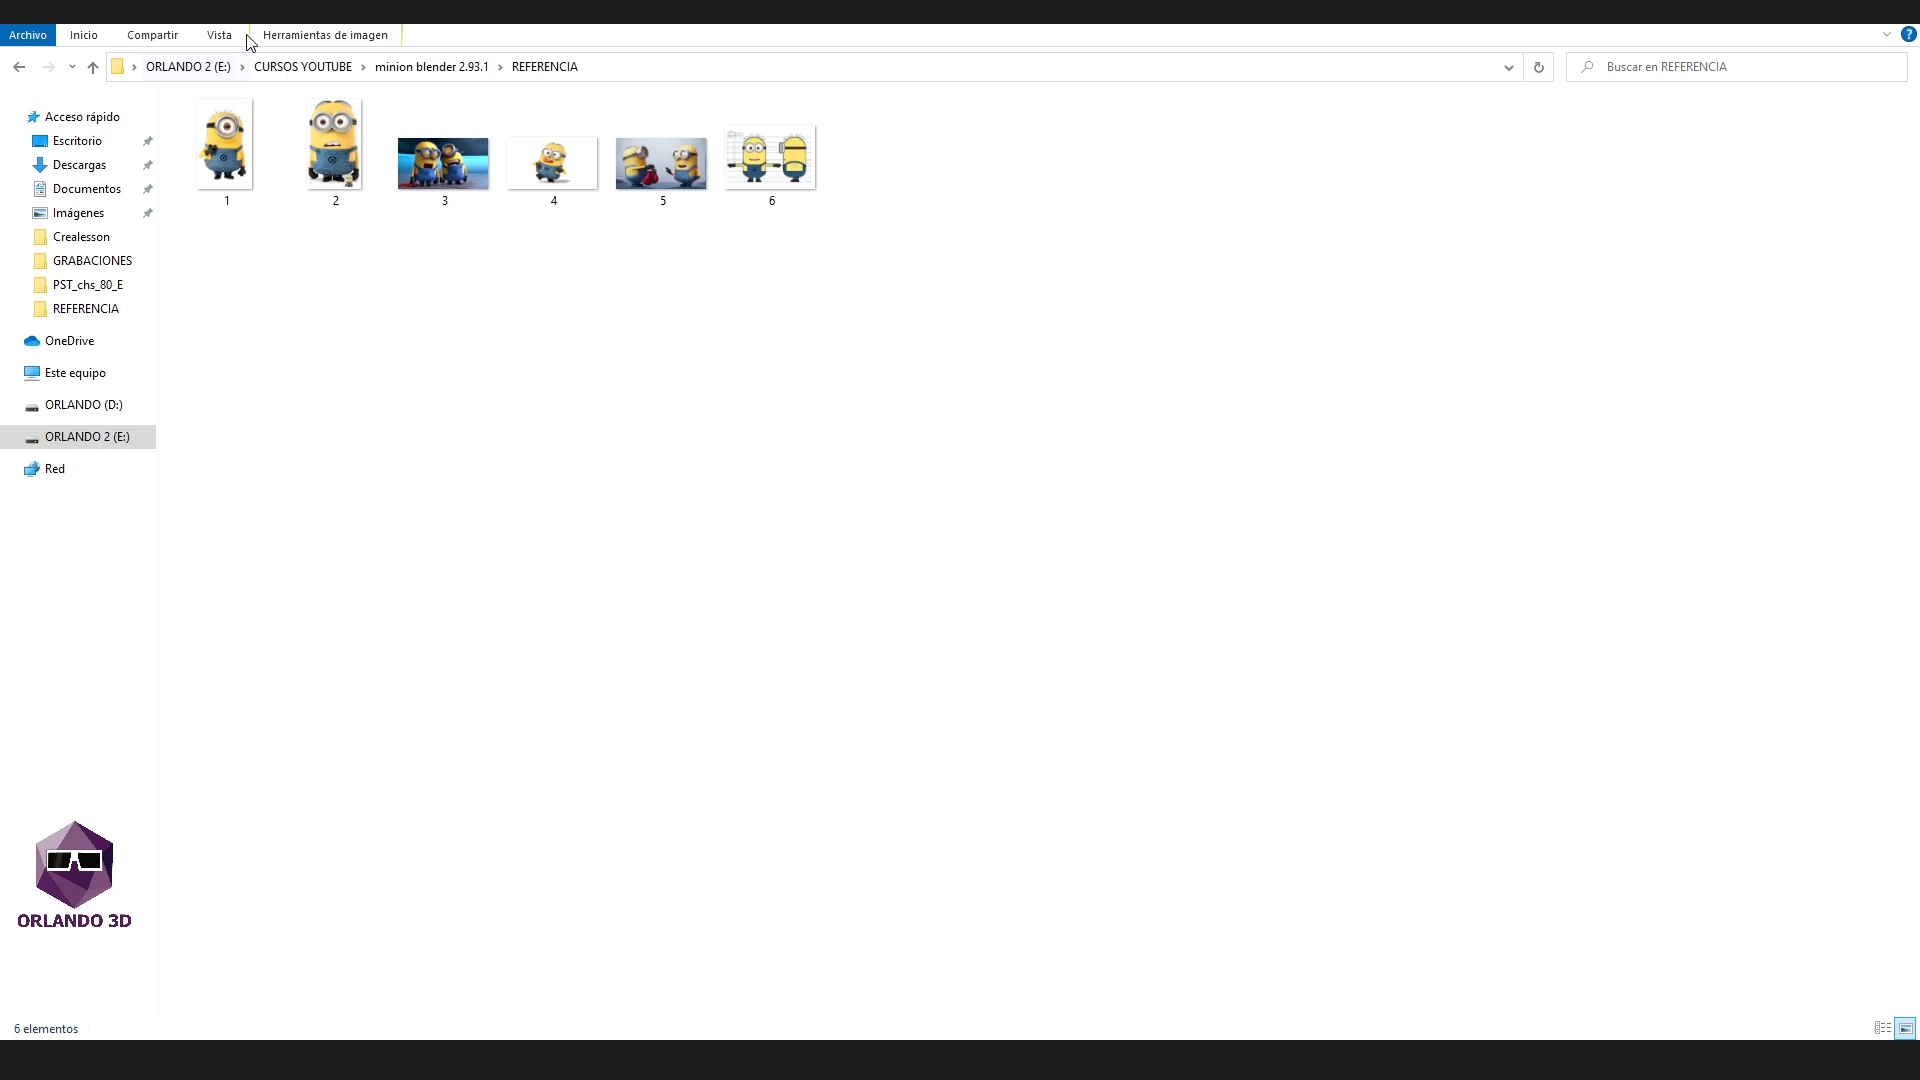 Archivo Inicio Compartir Vista Herramientas de imagen ?
ORLANDO 2 (E:) CURSOS YOUTUBE minion blender 2.93.1 REFERENCIA Buscar en REFERENCIA
Acceso rápido
Escritorio
Descargas
Documentos
Imágenes
Crealesson
GRABACIONES
PST_chs_80_E
REFERENCIA
OneDrive
Este equipo
ORLANDO (D:)
ORLANDO 2 (E:)
Red
1 2 3 4 5 6
ORLANDO 3D
6 elementos